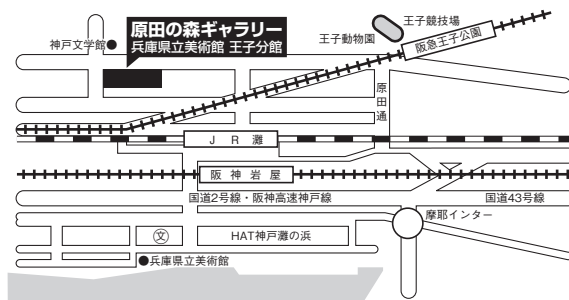 原田の森ギャラリー
兵庫県立美術館 王子分館
神戸文学館
王子競技場
王子動物園
阪急王子公園
原田通
JR灘
阪神岩屋
国道2号線・阪神高速神戸線
国道43号線
摩耶インター
文
HAT神戸灘の浜
兵庫県立美術館